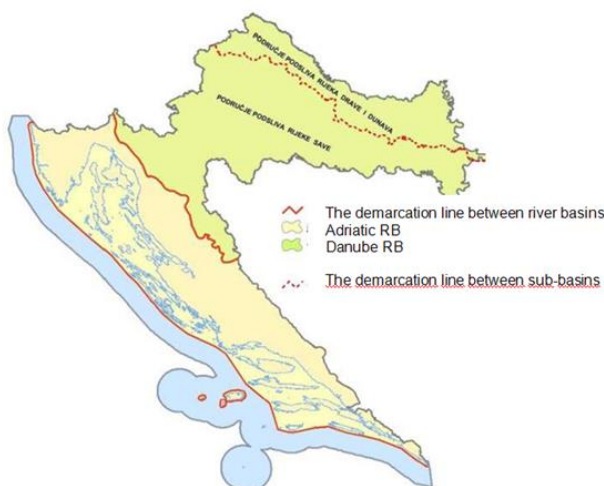 PODRUČJE PODSLIVA RIJEKA DRAVE I DUNAVA
PODRUČJE PODSLIVA RIJEKE SAVE
The demarcation line between river basins
Adriatic RB
Danube RB
The demarcation line between sub-basins